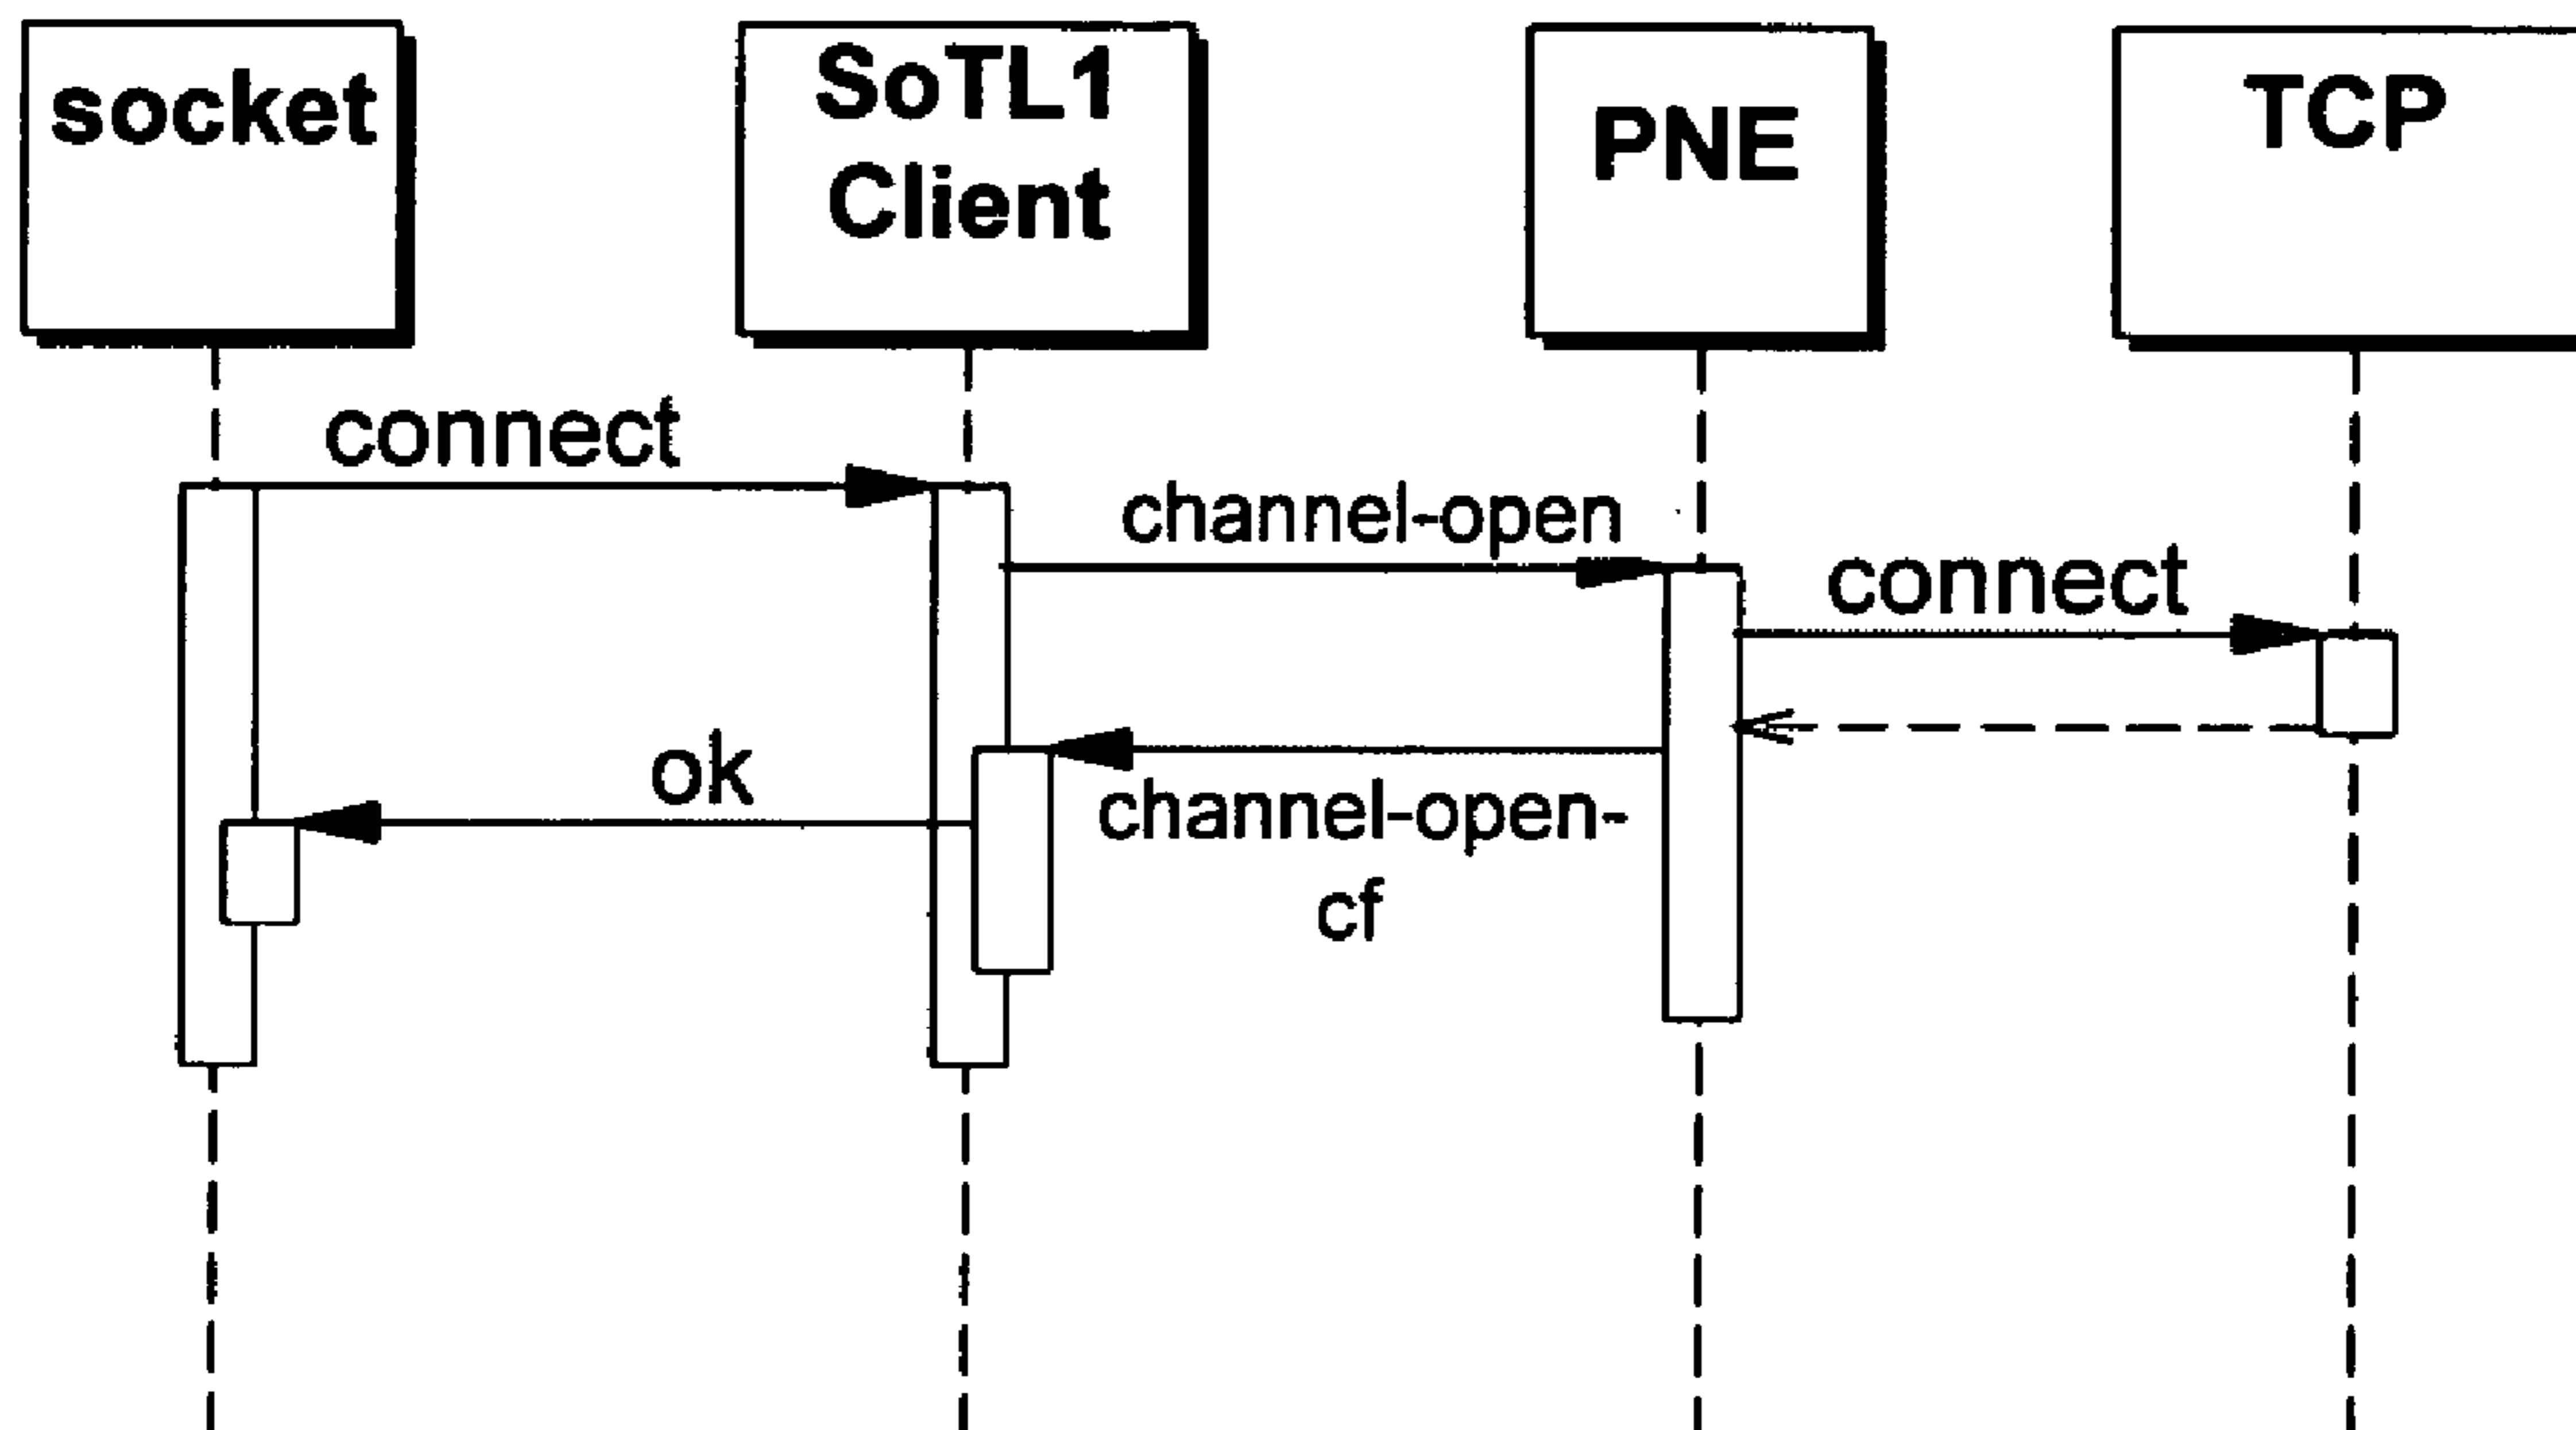 socket
SoTL1
Client
PNE
TCP
connect
channel-open
connect
ok
channel-open-
cf